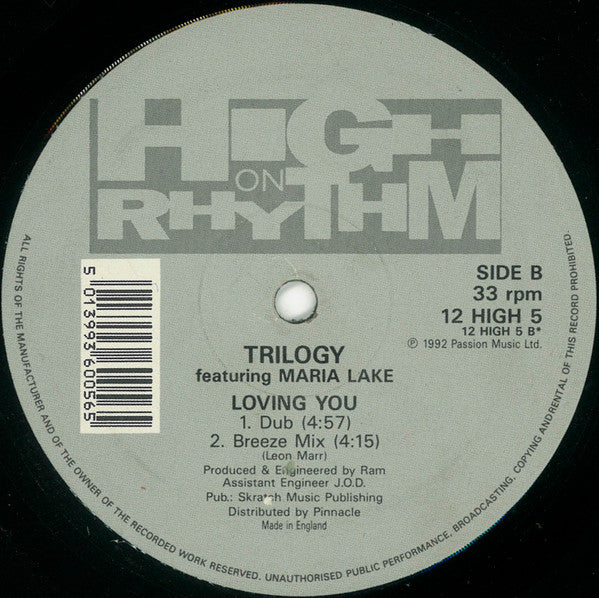 HIGH
ON
RHYTHM
SIDE B
33 rpm
12 HIGH 5
12 HIGH 5 B*
℗ 1992 Passion Music Ltd.
5 013993 600565
TRILOGY
featuring MARIA LAKE
LOVING YOU
1. Dub (4:57)
2. Breeze Mix (4:15)
(Leon Marr)
Produced & Engineered by Ram
Assistant Engineer J.O.D.
Pub.: Skratch Music Publishing
Distributed by Pinnacle
Made in England
ALL RIGHTS OF THE MANUFACTURER AND OF THE OWNER OF THE RECORDED WORK RESERVED. UNAUTHORISED PUBLIC PERFORMANCE, BROADCASTING, COPYING AND RENTAL OF THIS RECORD PROHIBITED.